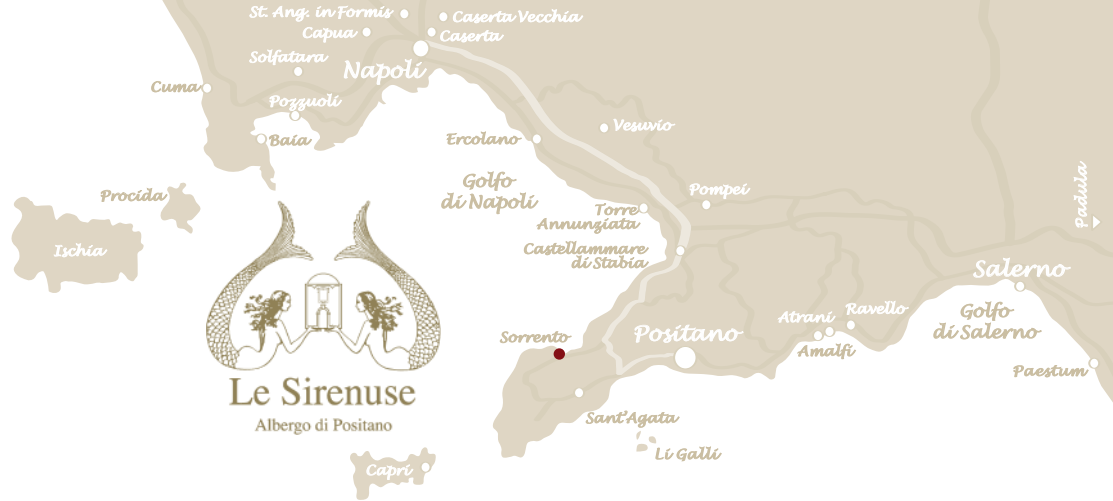 St. Ang. in Formis
Caserta Vecchia
Capua
Caserta
Solfatara
Napoli
Cuma
Pozzuoli
Vesuvio
Baia
Ercolano
Procida
Golfo
di Napoli
Pompei
Padula
Torre
Annunziata
Ischia
Castellammare
di Stabia
Salerno
Golfo
di Salerno
Ravello
Atrani
Amalfi
Positano
Sorrento
Paestum
Le Sirenuse
Albergo di Positano
Sant'Agata
Li Galli
Capri